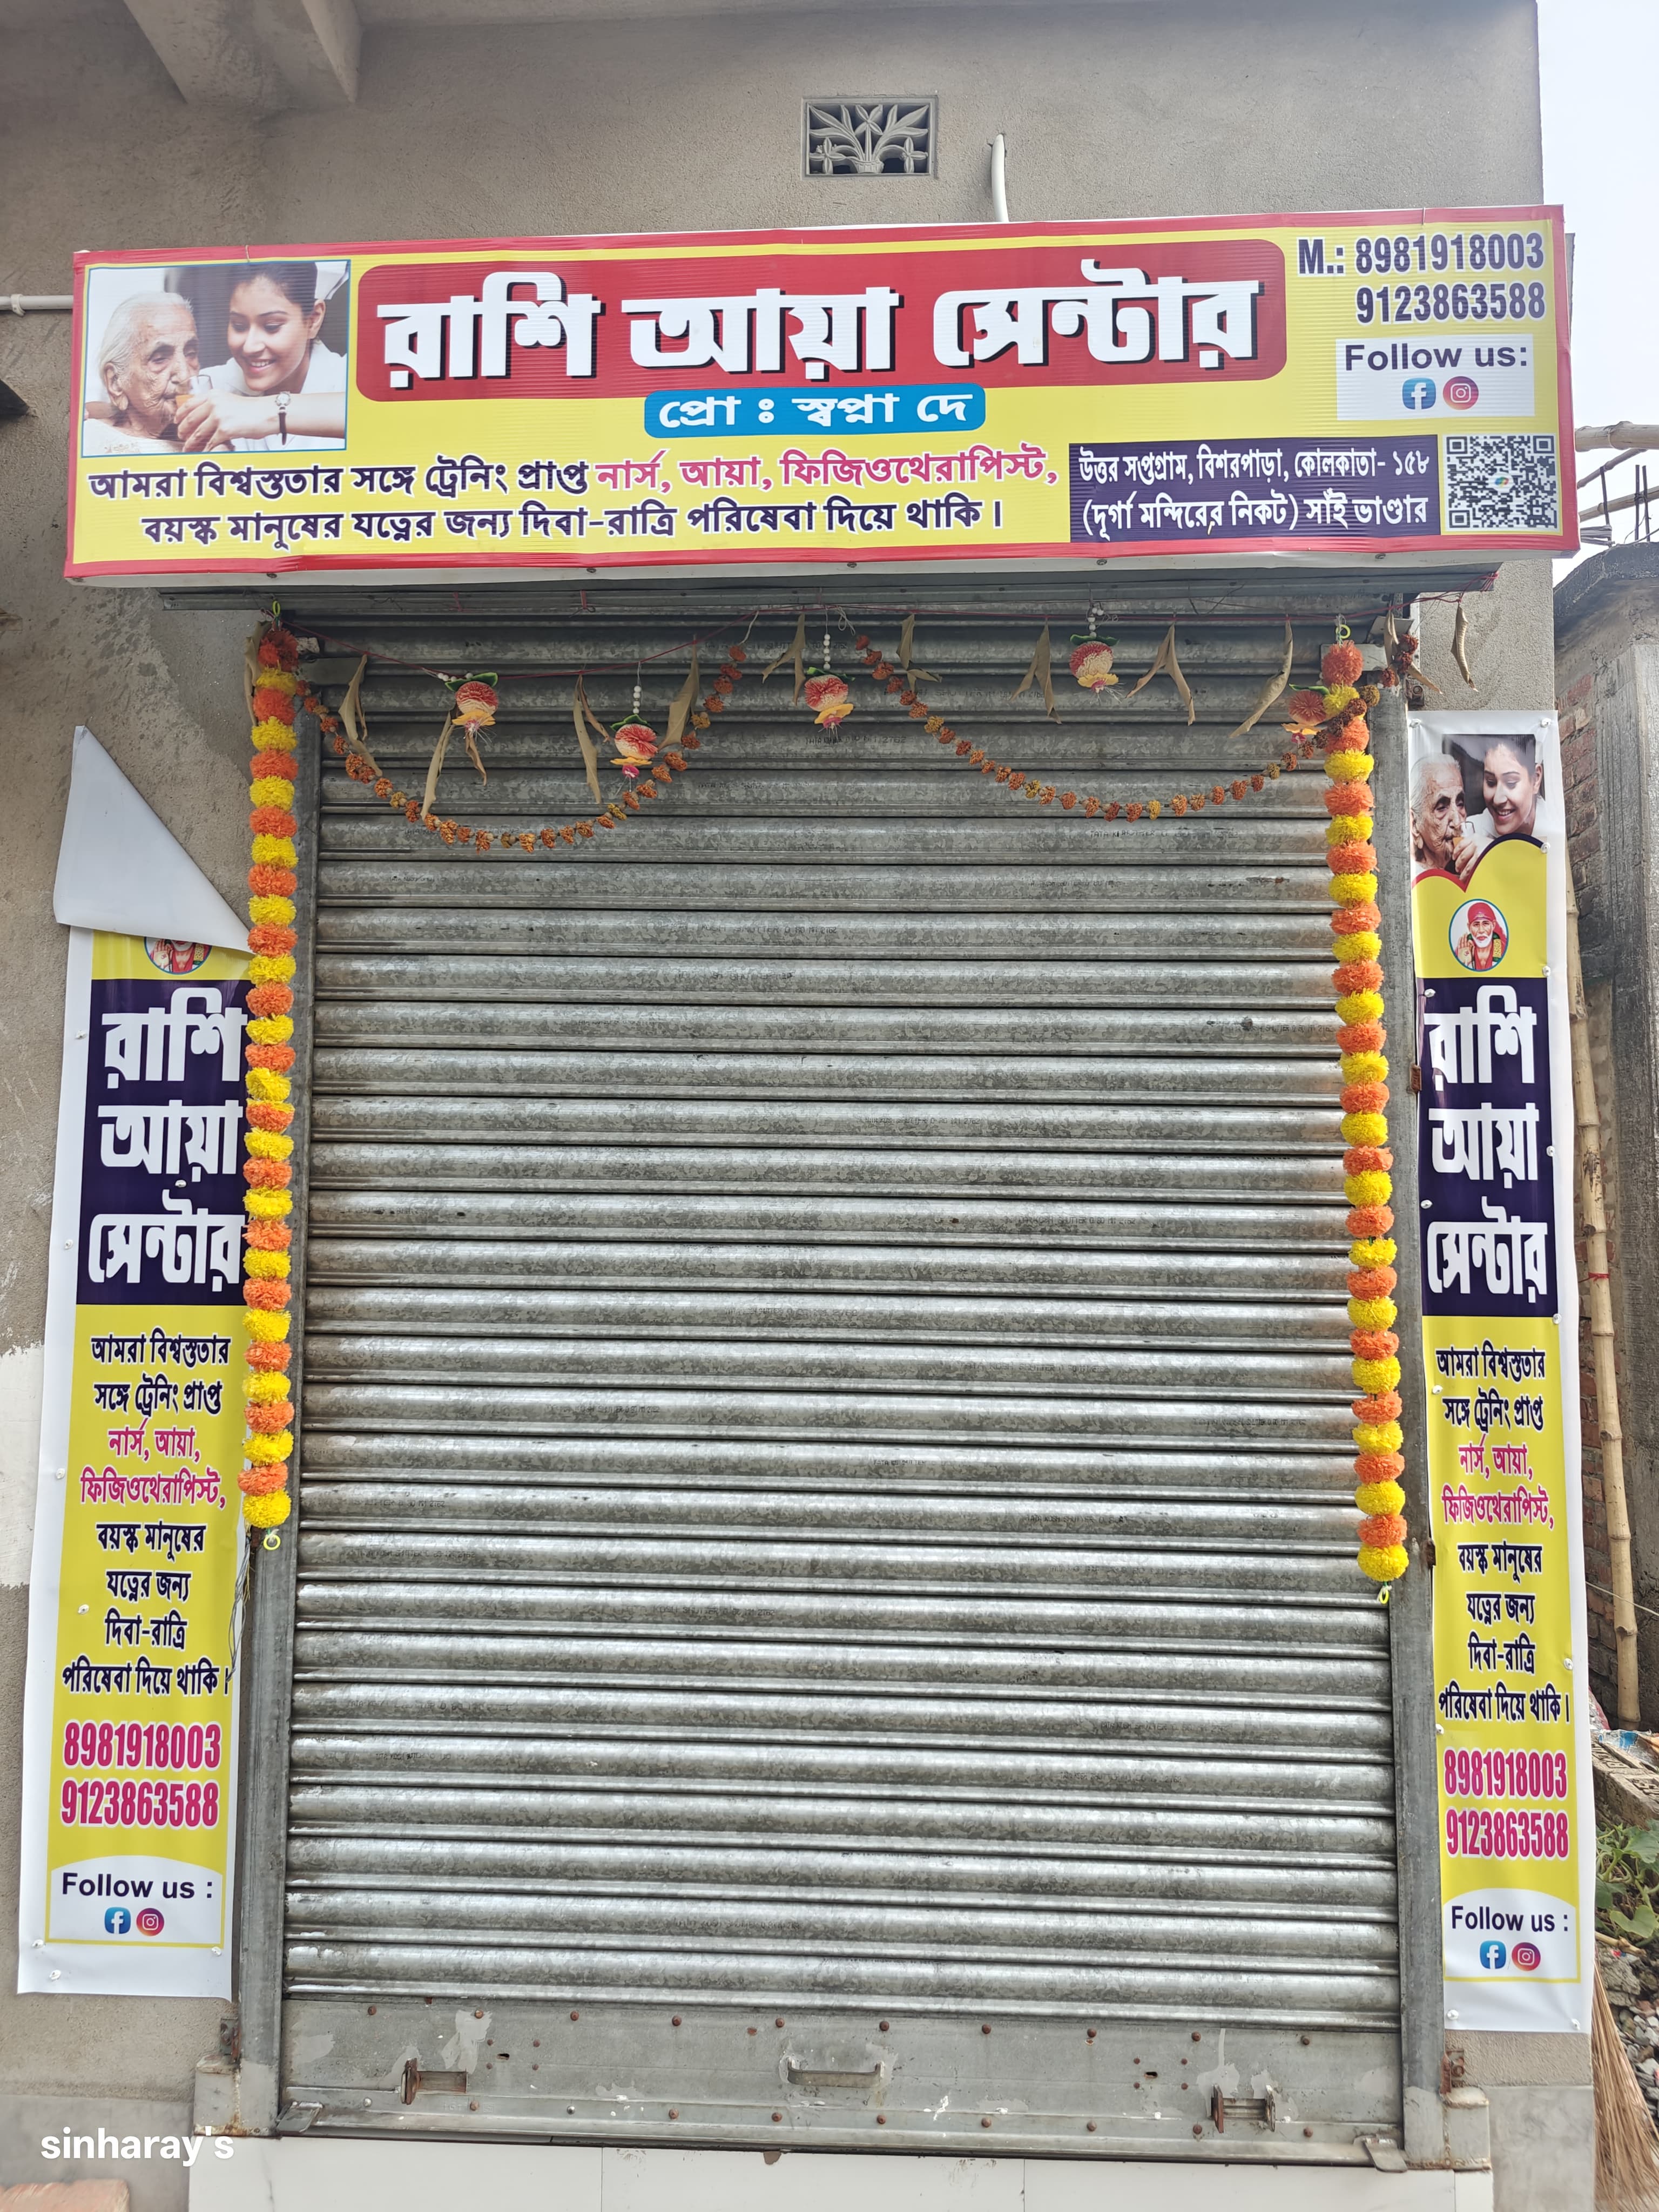 রাশি আয়া সেন্টার
প্রো ঃ স্বপ্না দে
M.: 8981918003
9123863588
Follow us:
আমরা বিশ্বস্ততার সঙ্গে ট্রেনিং প্রাপ্ত নার্স, আয়া, ফিজিওথেরাপিস্ট,
বয়স্ক মানুষের যত্নের জন্য দিবা-রাত্রি পরিষেবা দিয়ে থাকি।
উত্তর সপ্তগ্রাম, বিশরপাড়া, কোলকাতা- ১৫৮
(দূর্গা মন্দিরের নিকট) সাঁই ভাণ্ডার
রাশি
আয়া
সেন্টার
আমরা বিশ্বস্ততার
সঙ্গে ট্রেনিং প্রাপ্ত
নার্স, আয়া,
ফিজিওথেরাপিস্ট,
বয়স্ক মানুষের
যত্নের জন্য
দিবা-রাত্রি
পরিষেবা দিয়ে থাকি।
8981918003
9123863588
Follow us :
রাশি
আয়া
সেন্টার
আমরা বিশ্বস্ততার
সঙ্গে ট্রেনিং প্রাপ্ত
নার্স, আয়া,
ফিজিওথেরাপিস্ট,
বয়স্ক মানুষের
যত্নের জন্য
দিবা-রাত্রি
পরিষেবা দিয়ে থাকি।
8981918003
9123863588
Follow us :
sinharay's